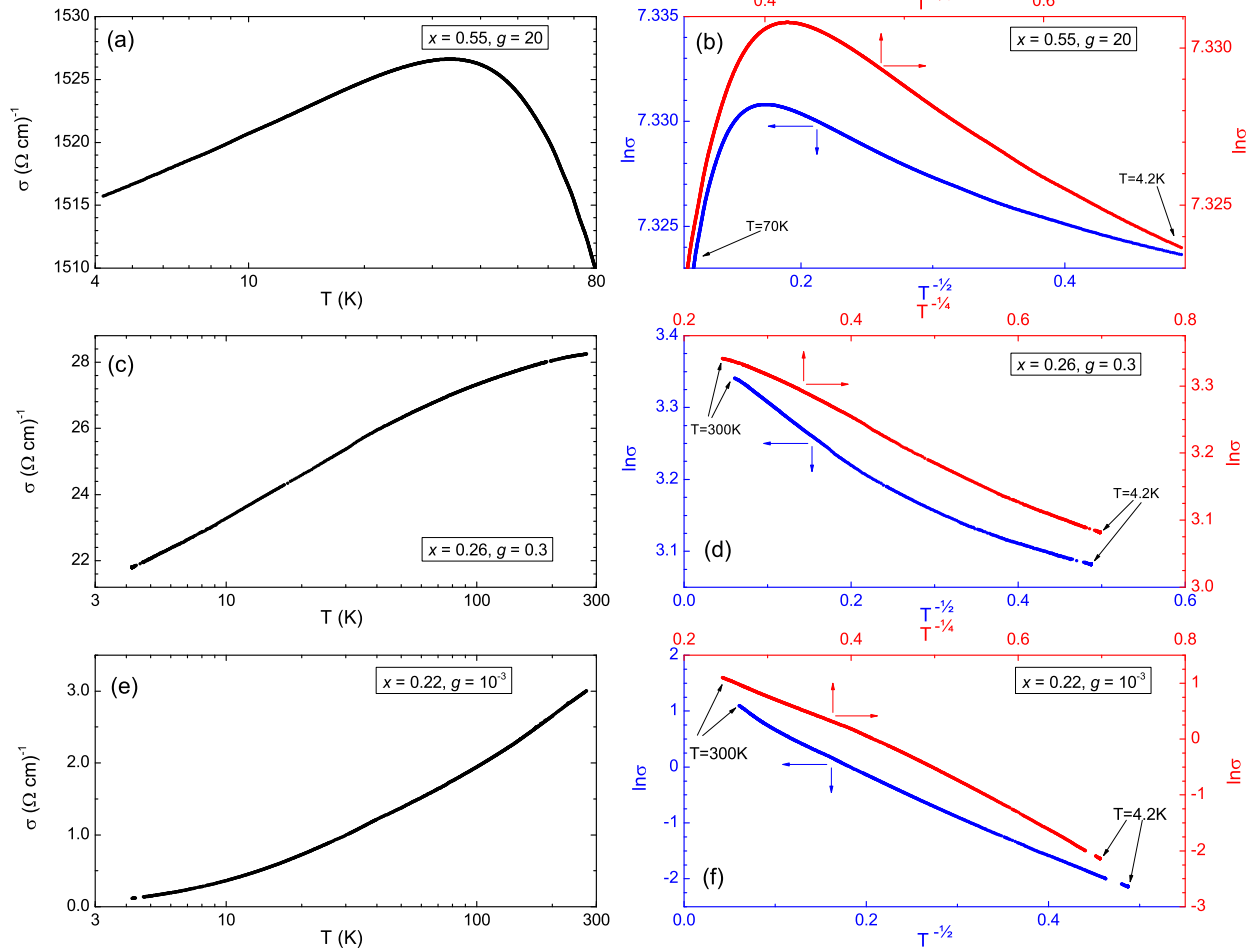 0.4 0.6
T-¼
(a)
x = 0.55, g = 20
1530
1525
1520
1515
1510
σ (Ω cm)-1
4 10 80
T (K)
(b)
x = 0.55, g = 20
7.335
7.330
7.325
lnσ
7.330
7.325
lnσ
T=4.2K
T=70K
0.2 0.4
T-½
T-¼
0.2 0.4 0.6 0.8
(c)
28
26
24
22
σ (Ω cm)-1
x = 0.26, g = 0.3
3 10 100 300
T (K)
3.4
3.3
3.2
3.1
lnσ
x = 0.26, g = 0.3
3.3
3.2
3.1
3.0
lnσ
T=300K
T=4.2K
(d)
0.0 0.2 0.4 0.6
T-½
T-¼
0.2 0.4 0.6 0.8
(e)
x = 0.22, g = 10-3
3.0
2.0
1.0
0.0
σ (Ω cm)-1
3 10 100 300
T (K)
2
1
0
-1
-2
lnσ
x = 0.22, g = 10-3
1
0
-1
-2
-3
lnσ
T=300K
T=4.2K
(f)
0.0 0.2 0.4
T-½